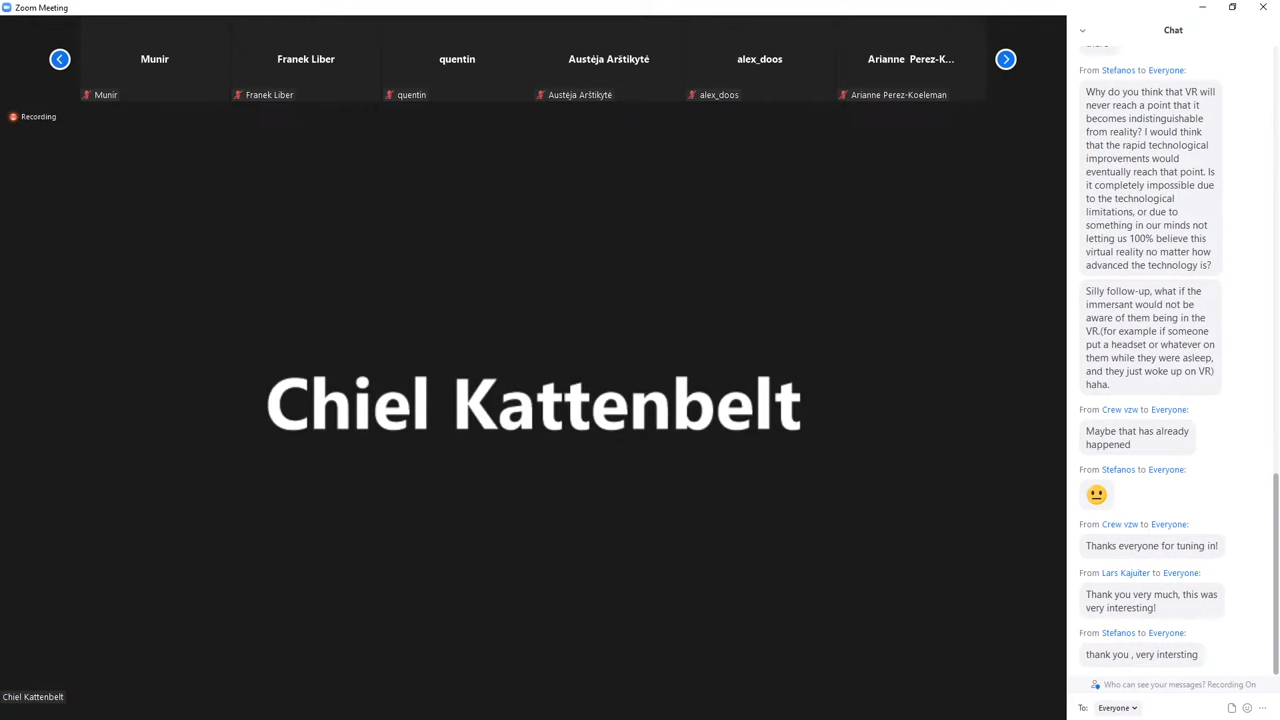 Zoom Meeting
Munir
Franek Liber
quentin
Austėja Arštikytė
alex_doos
Arianne Perez-K...
Munir
Franek Liber
quentin
Austėja Arštikytė
alex_doos
Arianne Perez-Koeleman
Recording
Chiel Kattenbelt
Chiel Kattenbelt
Chat
From Stefanos to Everyone:
Why do you think that VR will
never reach a point that it
becomes indistinguishable
from reality? I would think
that the rapid technological
improvements would
eventually reach that point. Is
it completely impossible due
to the technological
limitations, or due to
something in our minds not
letting us 100% believe this
virtual reality no matter how
advanced the technology is?
Silly follow-up, what if the
immersant would not be
aware of them being in the
VR.(for example if someone
put a headset or whatever on
them while they were asleep,
and they just woke up on VR)
haha.
From Crew vzw to Everyone:
Maybe that has already
happened
From Stefanos to Everyone:
😐
From Crew vzw to Everyone:
Thanks everyone for tuning in!
From Lars Kajuiter to Everyone:
Thank you very much, this was
very interesting!
From Stefanos to Everyone:
thank you , very intersting
Who can see your messages? Recording On
To: Everyone